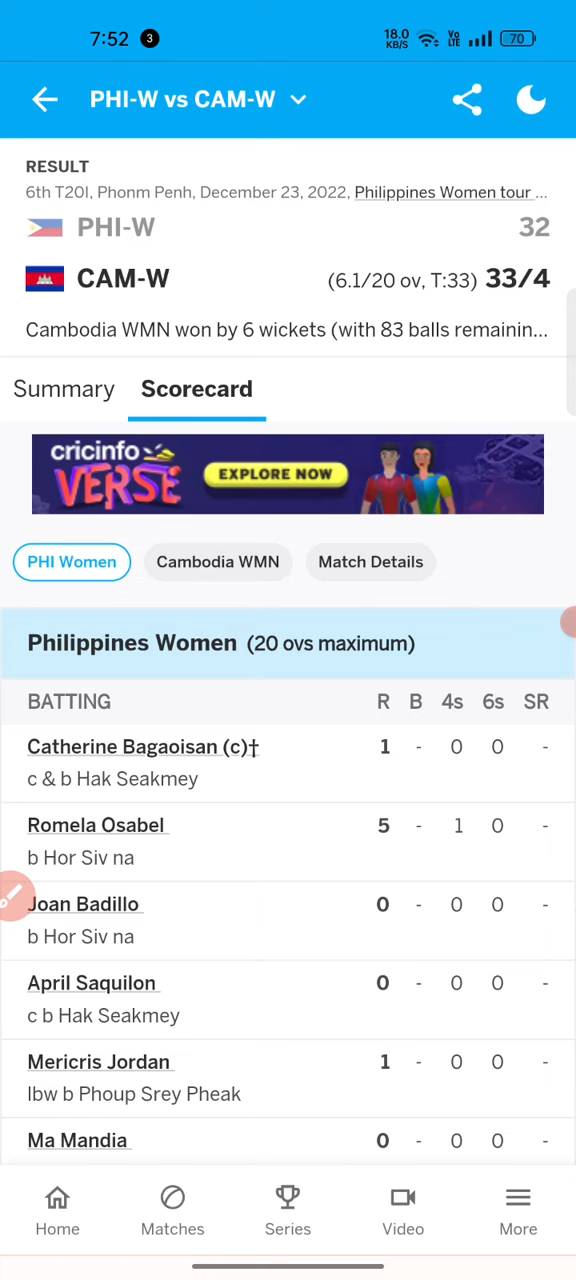 7:52 3 18.0 KB/S Vo LTE 70
PHI-W vs CAM-W
RESULT
6th T20I, Phonm Penh, December 23, 2022, Philippines Women tour ...
PHI-W 32
CAM-W (6.1/20 ov, T:33) 33/4
Cambodia WMN won by 6 wickets (with 83 balls remainin...
Summary Scorecard
cricinfo
VERSE EXPLORE NOW
PHI Women Cambodia WMN Match Details
Philippines Women (20 ovs maximum)
BATTING R B 4s 6s SR
Catherine Bagaoisan (c)† 1 - 0 0 -
c & b Hak Seakmey
Romela Osabel 5 - 1 0 -
b Hor Siv na
Joan Badillo 0 - 0 0 -
b Hor Siv na
April Saquilon 0 - 0 0 -
c b Hak Seakmey
Mericris Jordan 1 - 0 0 -
lbw b Phoup Srey Pheak
Ma Mandia 0 - 0 0 -
Home Matches Series Video More